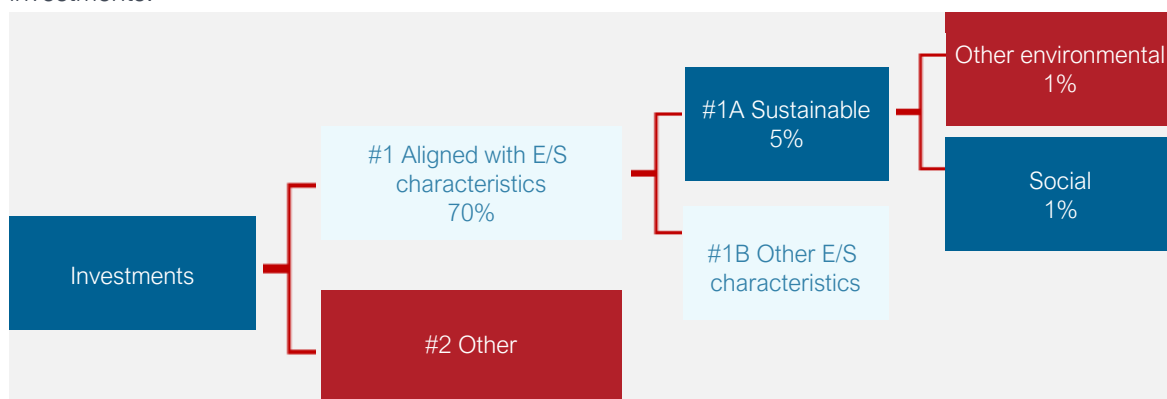 Investments
#1 Aligned with E/S
characteristics
70%
#2 Other
#1A Sustainable
5%
#1B Other E/S
characteristics
Other environmental
1%
Social
1%